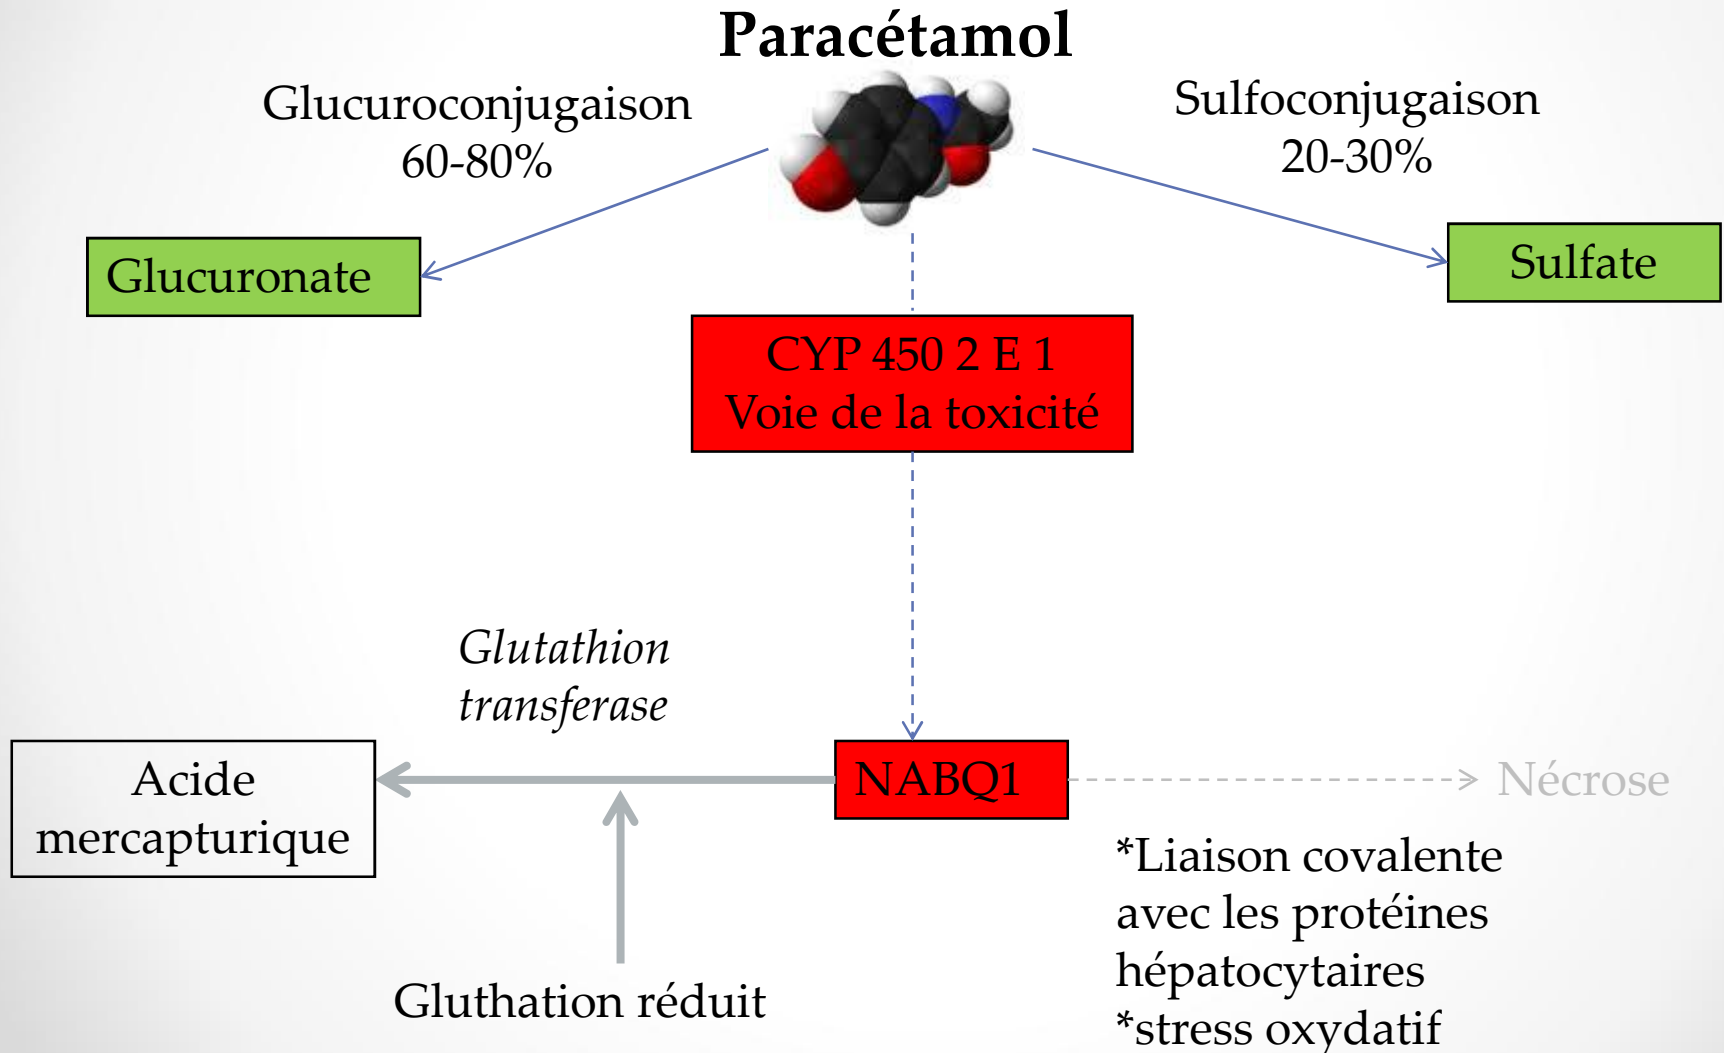 Paracétamol
Glucuroconjugaison
60-80%
Sulfoconjugaison
20-30%
Glucuronate
Sulfate
CYP 450 2 E 1
Voie de la toxicité
Glutathion
transferase
Acide
mercapturique
NABQ1
Nécrose
*Liaison covalente
avec les protéines
hépatocytaires
*stress oxydatif
Gluthation réduit